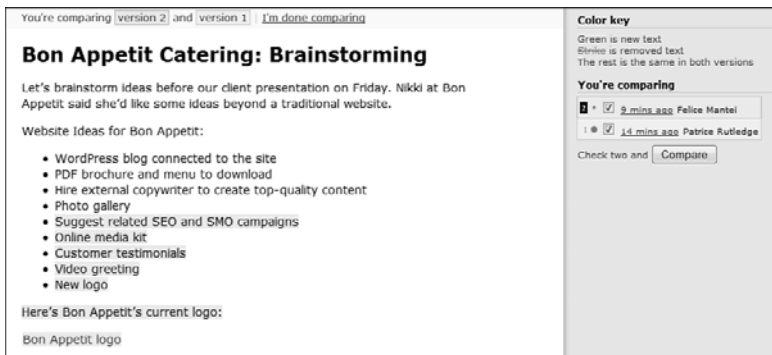 You're comparing version 2 and version 1 | I'm done comparing
Bon Appetit Catering: Brainstorming
Let's brainstorm ideas before our client presentation on Friday. Nikki at Bon
Appetit said she'd like some ideas beyond a traditional website.
Website Ideas for Bon Appetit:
• WordPress blog connected to the site
• PDF brochure and menu to download
• Hire external copywriter to create top-quality content
• Photo gallery
• Suggest related SEO and SMO campaigns
• Online media kit
• Customer testimonials
• Video greeting
• New logo
Here's Bon Appetit's current logo:
Bon Appetit logo
Color key
Green is new text
Strike is removed text
The rest is the same in both versions
You're comparing
2 • 9 mins ago Felice Mantei
1 • 14 mins ago Patrice Rutledge
Check two and Compare